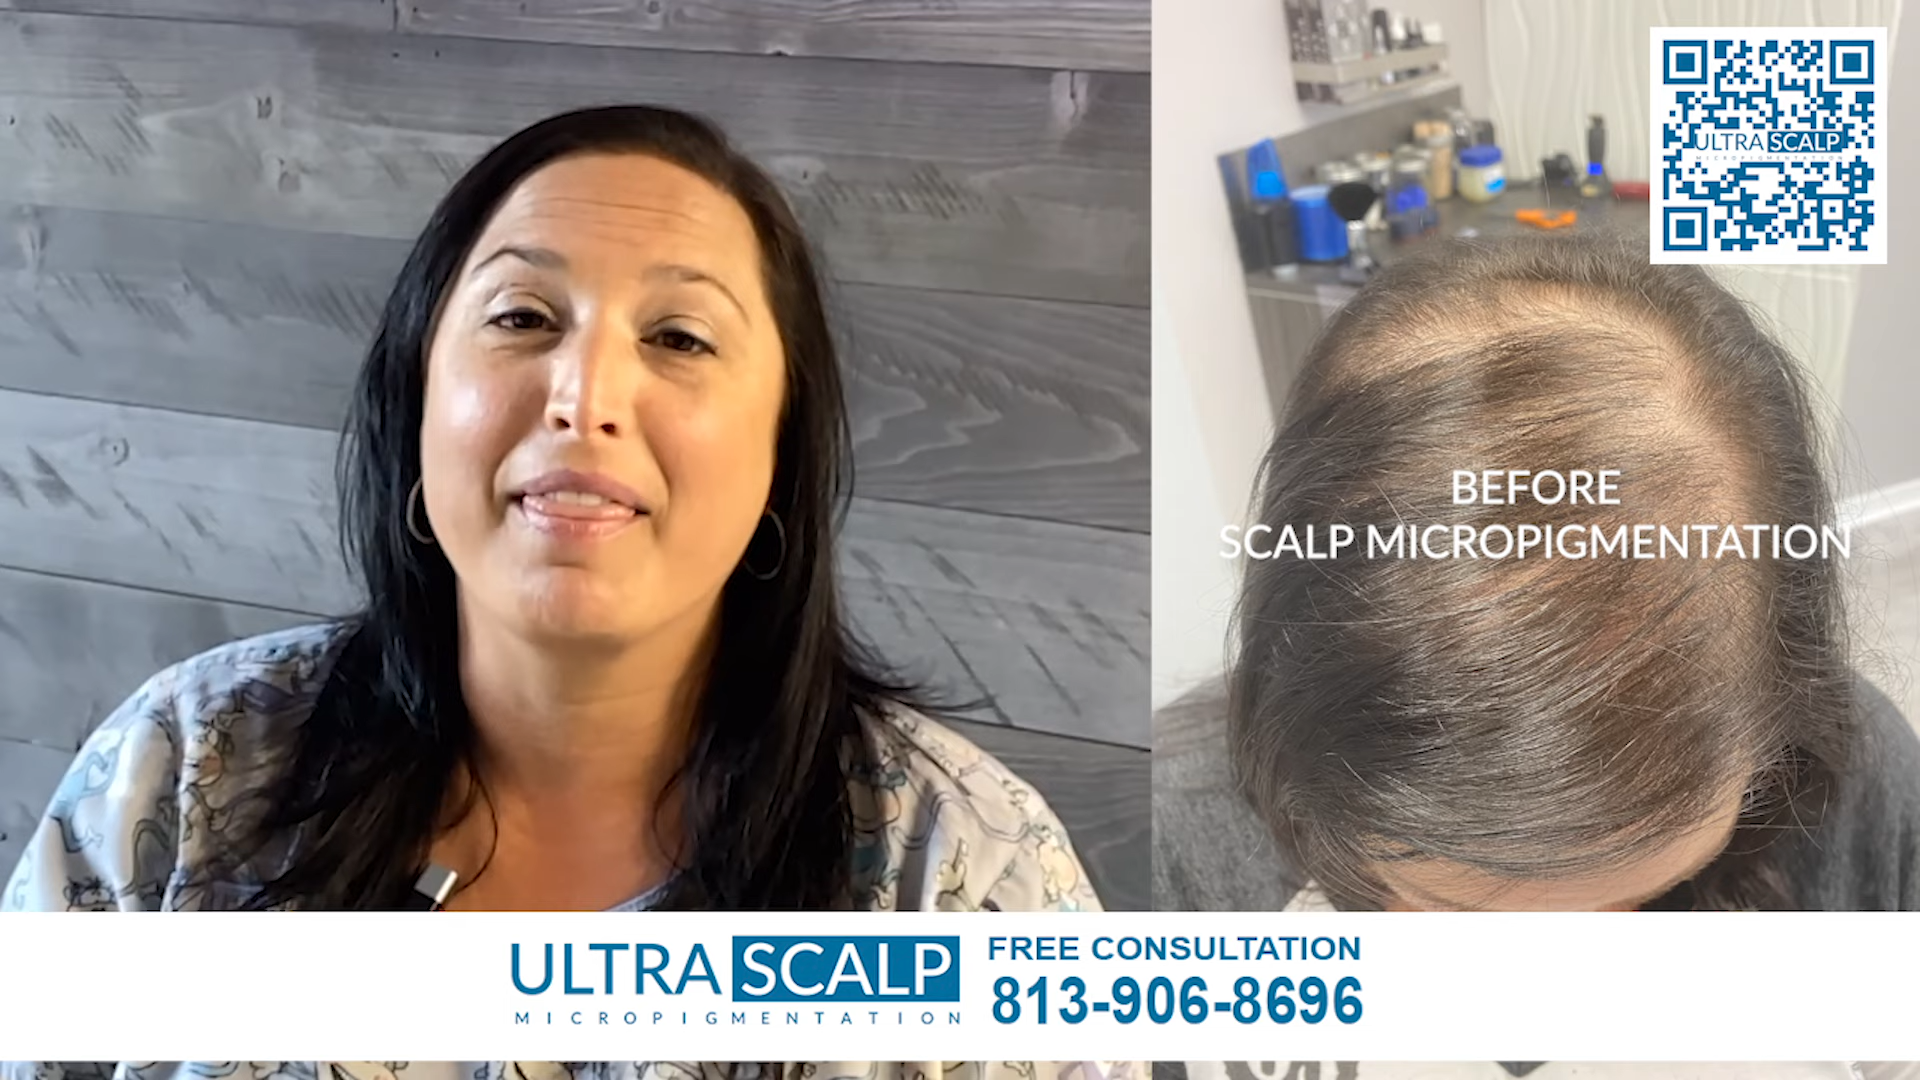 ULTRA SCALP
MICROPIGMENTATION
BEFORE
SCALP MICROPIGMENTATION
ULTRA SCALP
MICROPIGMENTATION
FREE CONSULTATION
813-906-8696